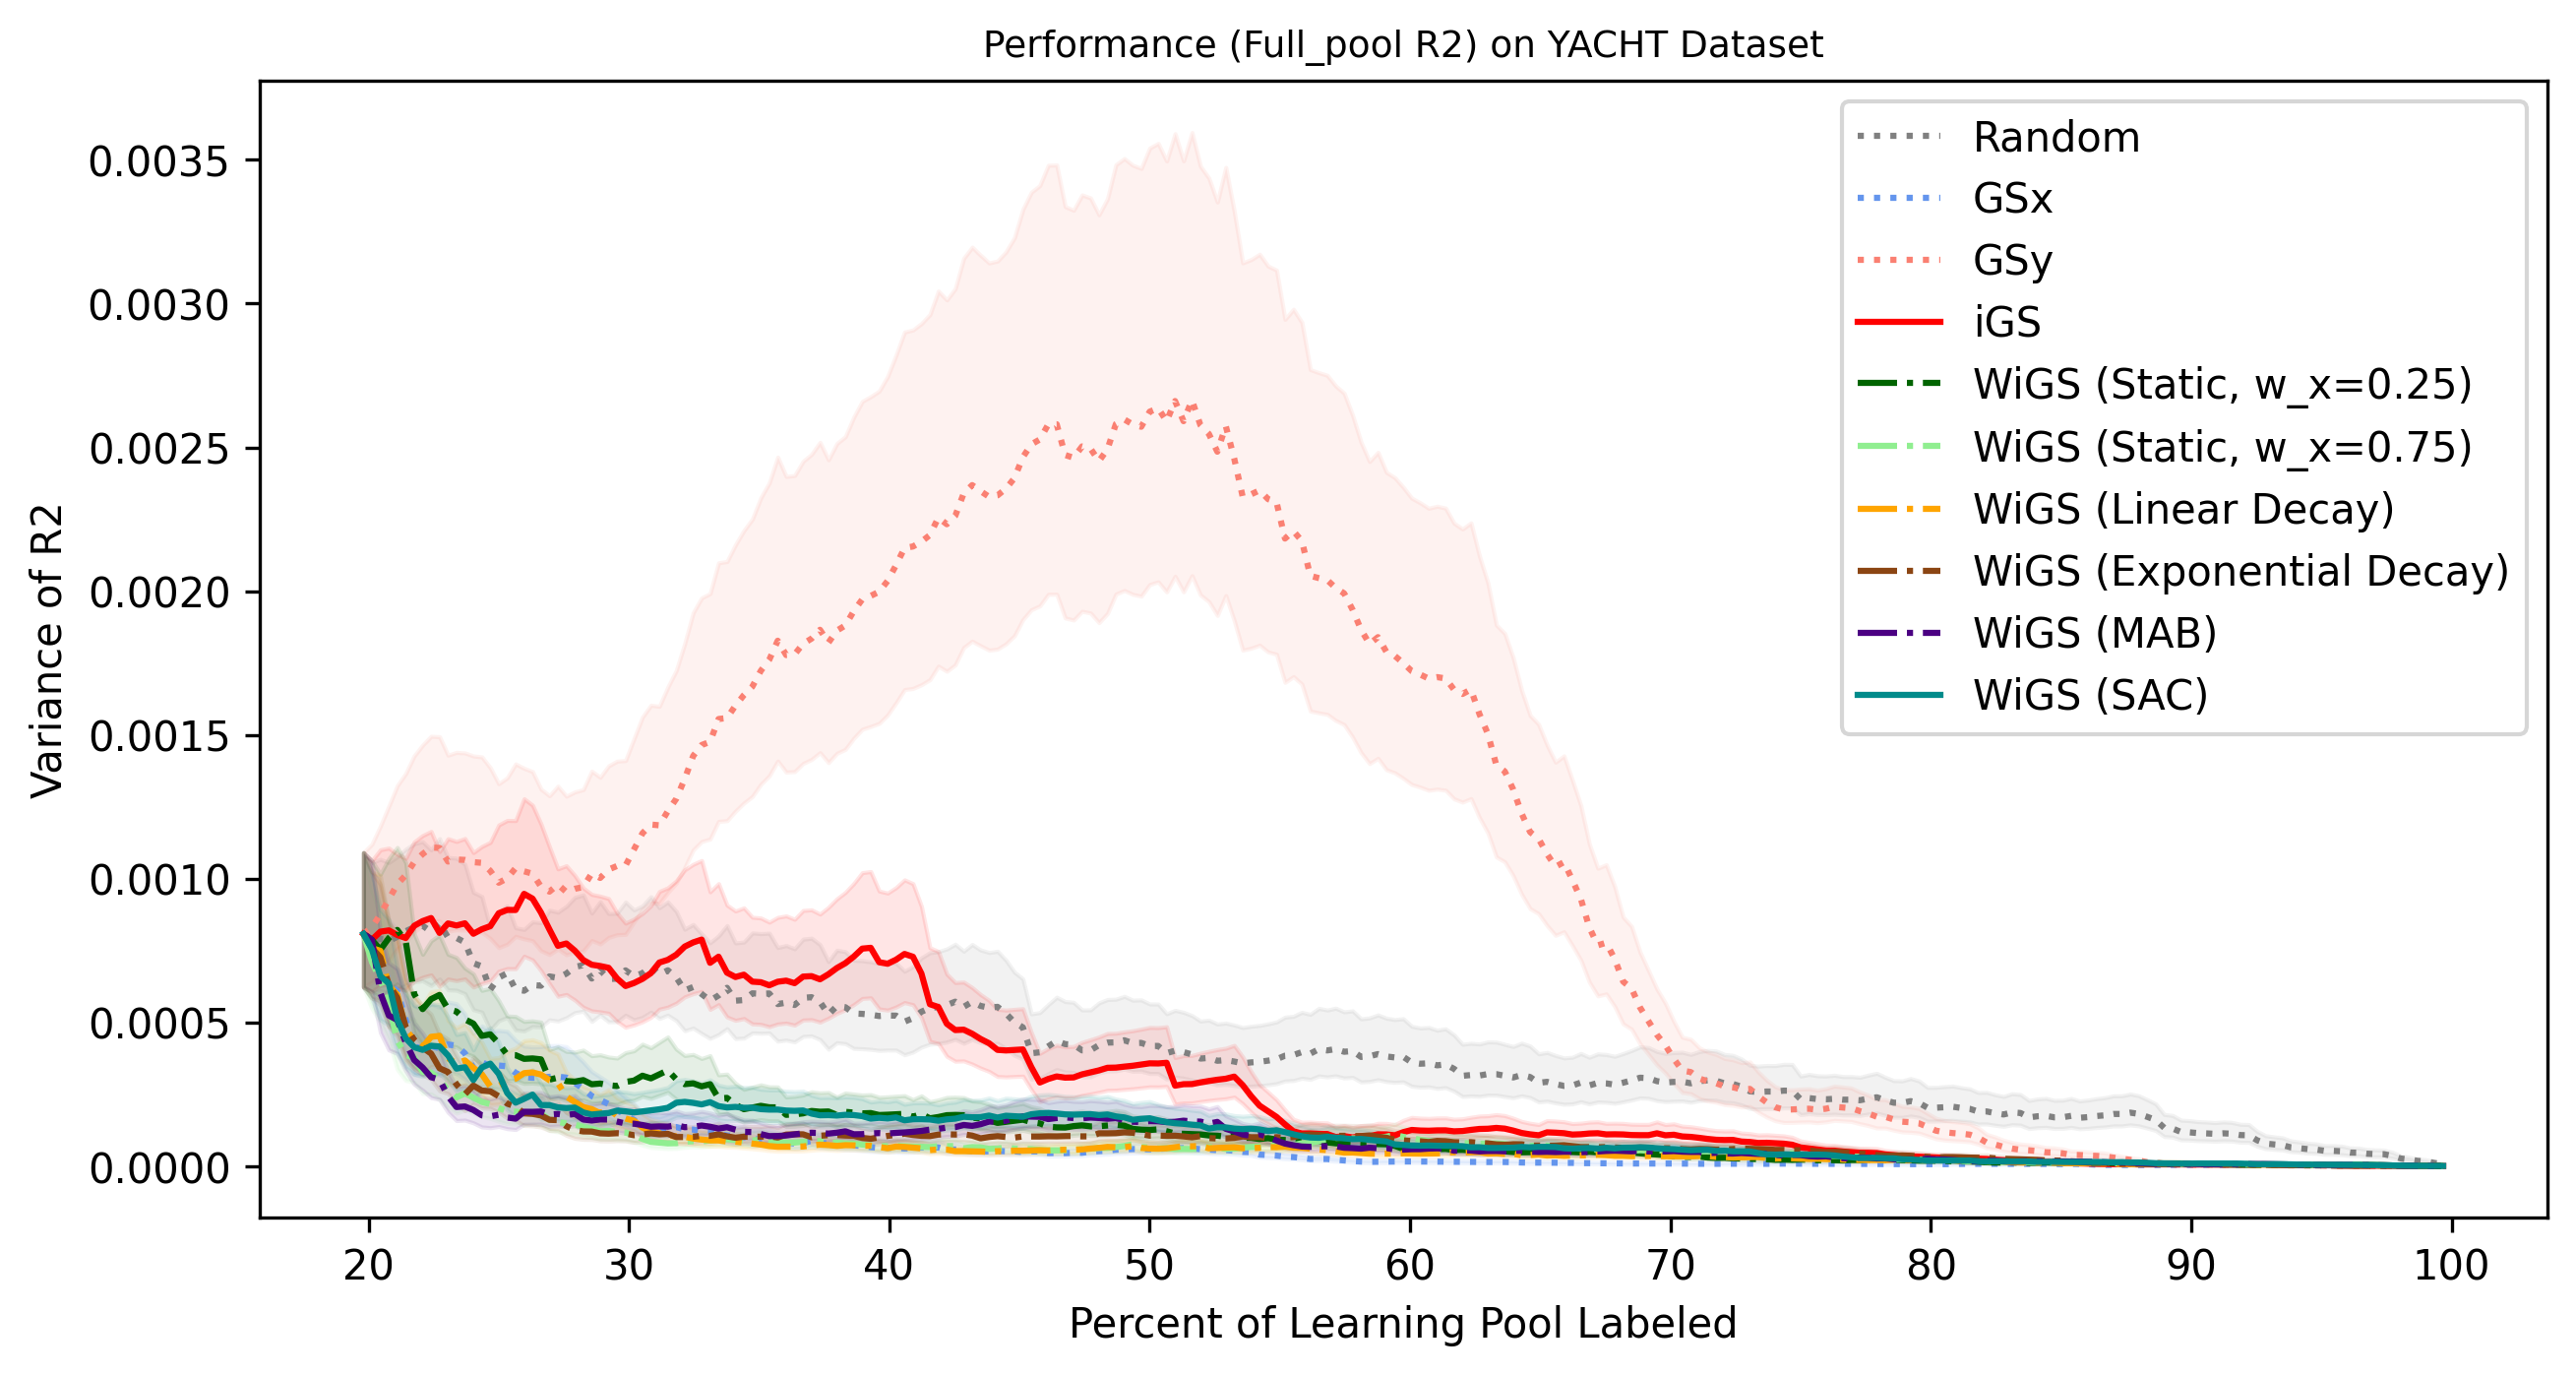 Performance (Full_pool R2) on YACHT Dataset
Variance of R2
0.0035
0.0030
0.0025
0.0020
0.0015
0.0010
0.0005
0.0000
Random
GSx
GSy
iGS
WiGS (Static, w_x=0.25)
WiGS (Static, w_x=0.75)
WiGS (Linear Decay)
WiGS (Exponential Decay)
WiGS (MAB)
WiGS (SAC)
20 30 40 50 60 70 80 90 100
Percent of Learning Pool Labeled